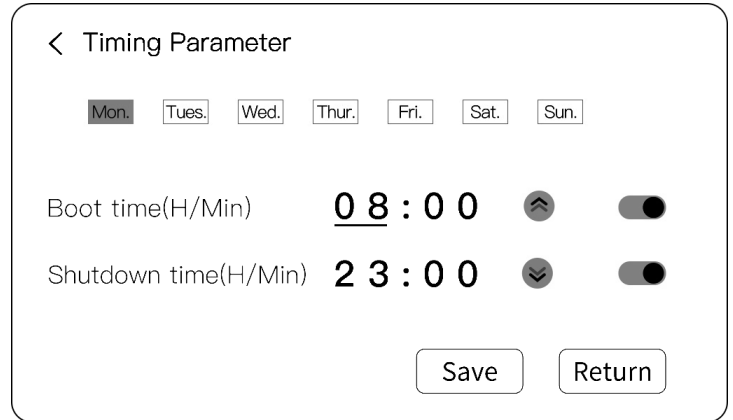 Timing Parameter
Mon. Tues. Wed. Thur. Fri. Sat. Sun.
Boot time(H/Min) 08:00
Shutdown time(H/Min) 23:00
Save Return